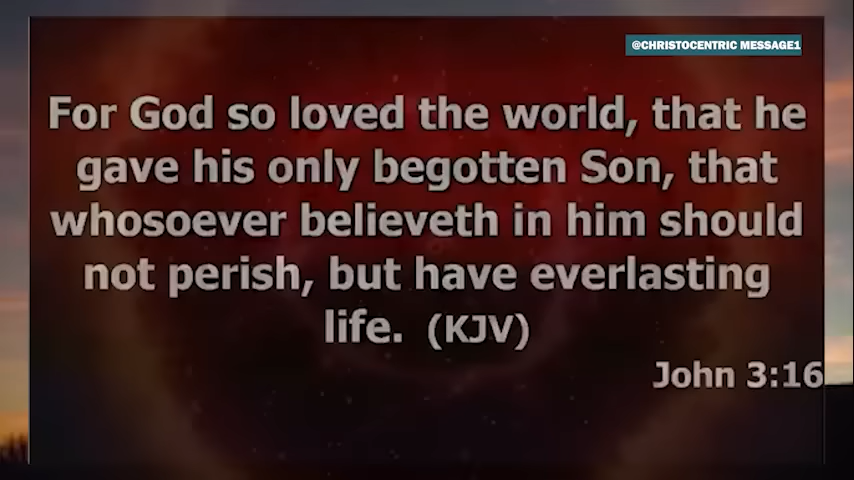 @CHRISTOCENTRIC MESSAGE1
For God so loved the world, that he
gave his only begotten Son, that
whosoever believeth in him should
not perish, but have everlasting
life. (KJV)
John 3:16